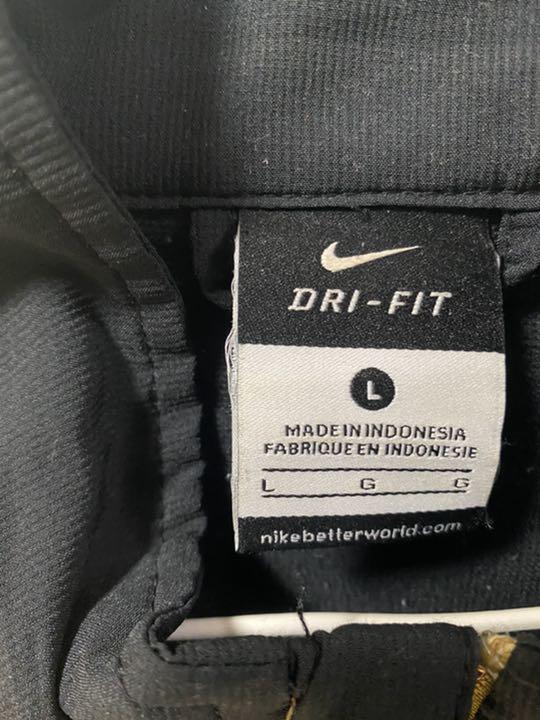 DRI-FIT
L
MADE IN INDONESIA
FABRIQUE EN INDONESIE
L G G
nikebetterworld.com